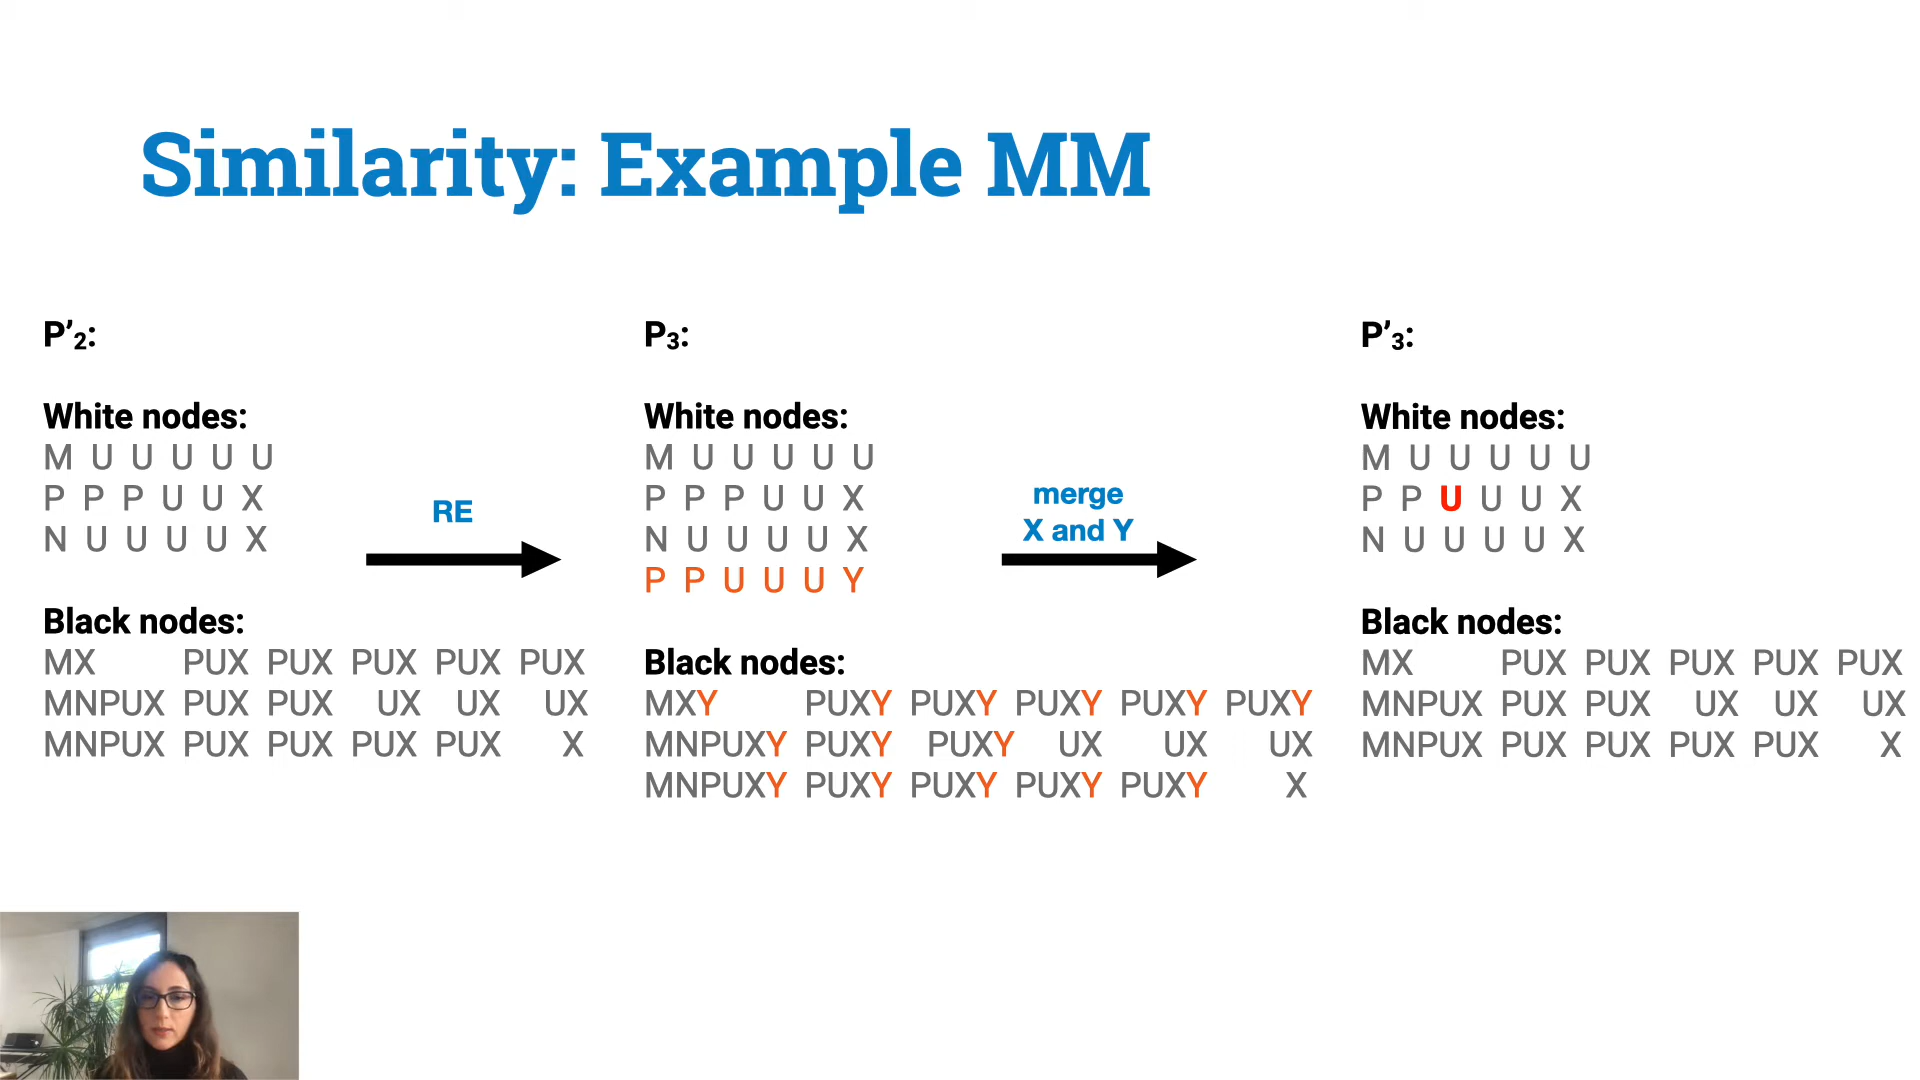 Similarity: Example MM
P’2:
White nodes:
M U U U U U
P P P U U X
N U U U U X
Black nodes:
MX PUX PUX PUX PUX PUX
MNPUX PUX PUX UX UX UX
MNPUX PUX PUX PUX PUX X
RE
P3:
White nodes:
M U U U U U
P P P U U X
N U U U U X
P P U U U Y
Black nodes:
MXY PUXY PUXY PUXY PUXY PUXY
MNPUXY PUXY PUXY UX UX UX
MNPUXY PUXY PUXY PUXY PUXY X
merge
X and Y
P’3:
White nodes:
M U U U U U
P P U U U X
N U U U U X
Black nodes:
MX PUX PUX PUX PUX PUX
MNPUX PUX PUX UX UX UX
MNPUX PUX PUX PUX PUX X